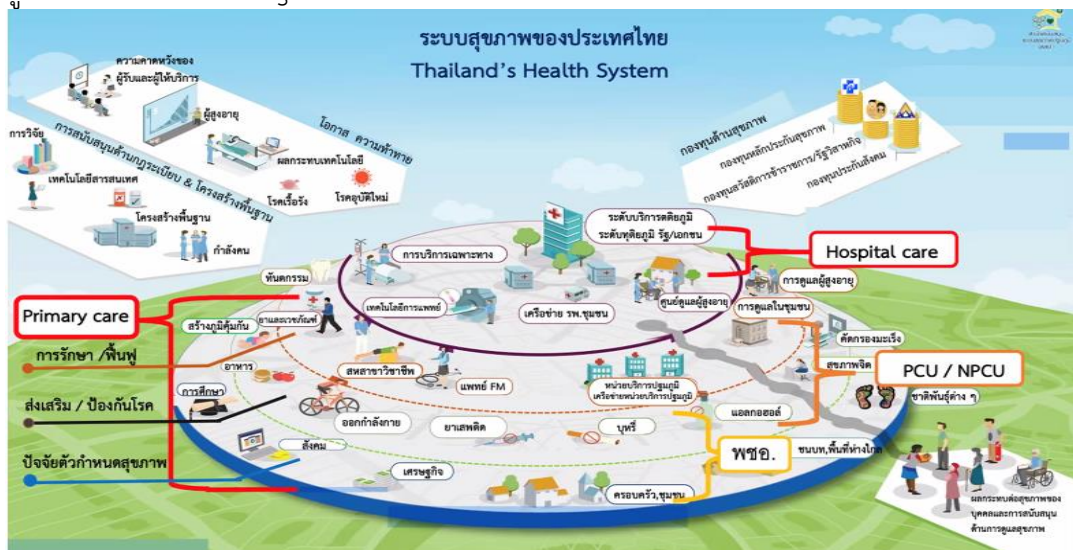 ระบบสุขภาพของประเทศไทย
Thailand's Health System
ความคาดหวังของ
ผู้รับและผู้ให้บริการ
ผู้สูงอายุ
โอกาส ความท้าทาย
ผลกระทบเทคโนโลยี
โรคเรื้อรัง
โรคอุบัติใหม่
การวิจัย
การสนับสนุนด้านกฎระเบียบ & โครงสร้างพื้นฐาน
เทคโนโลยีสารสนเทศ
โครงสร้างพื้นฐาน
กำลังคน
กองทุนด้านสุขภาพ
กองทุนหลักประกันสุขภาพ
กองทุนสวัสดิการข้าราชการ/รัฐวิสาหกิจ
กองทุนประกันสังคม
ระดับบริการตติยภูมิ
ระดับทุติยภูมิ รัฐ/เอกชน
Hospital care
การบริการเฉพาะทาง
ทันตกรรม
เทคโนโลยีการแพทย์
เครือข่าย รพ.ชุมชน
ศูนย์ดูแลผู้สูงอายุ
การดูแลผู้สูงอายุ
การดูแลในชุมชน
Primary care
ยาและเวชภัณฑ์
สร้างภูมิคุ้มกัน
คัดกรองมะเร็ง
การรักษา /ฟื้นฟู
อาหาร
สหสาขาวิชาชีพ
แพทย์ FM
หน่วยบริการปฐมภูมิ
เครือข่ายหน่วยบริการปฐมภูมิ
สุขภาพจิต
PCU / NPCU
การศึกษา
ชาติพันธุ์ต่าง ๆ
ส่งเสริม / ป้องกันโรค
ออกกำลังกาย
ยาเสพติด
บุหรี่
แอลกอฮอล์
พชอ.
ชนบท,พื้นที่ห่างไกล
สังคม
ปัจจัยตัวกำหนดสุขภาพ
เศรษฐกิจ
ครอบครัว,ชุมชน
ผลกระทบต่อสุขภาพของ
บุคคลและการสนับสนุน
ด้านการดูแลสุขภาพ